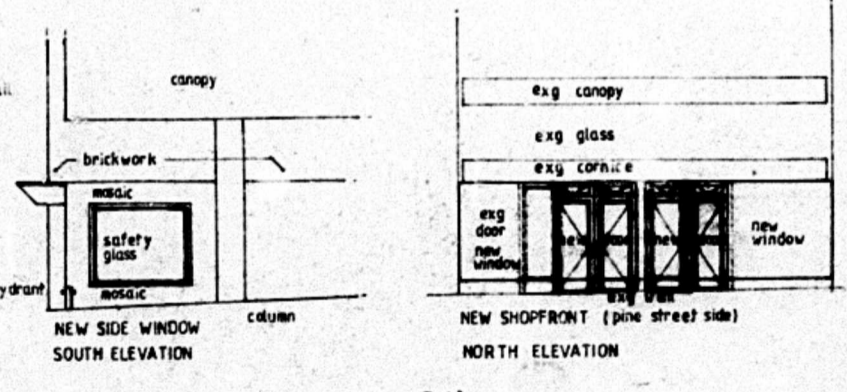 canopy
brickwork
mosaic
safety
glass
mosaic
column
NEW SIDE WINDOW
SOUTH ELEVATION
exg canopy
exg glass
exg cornice
exg
door
new
window
new
window
NEW SHOPFRONT (pine street side)
NORTH ELEVATION